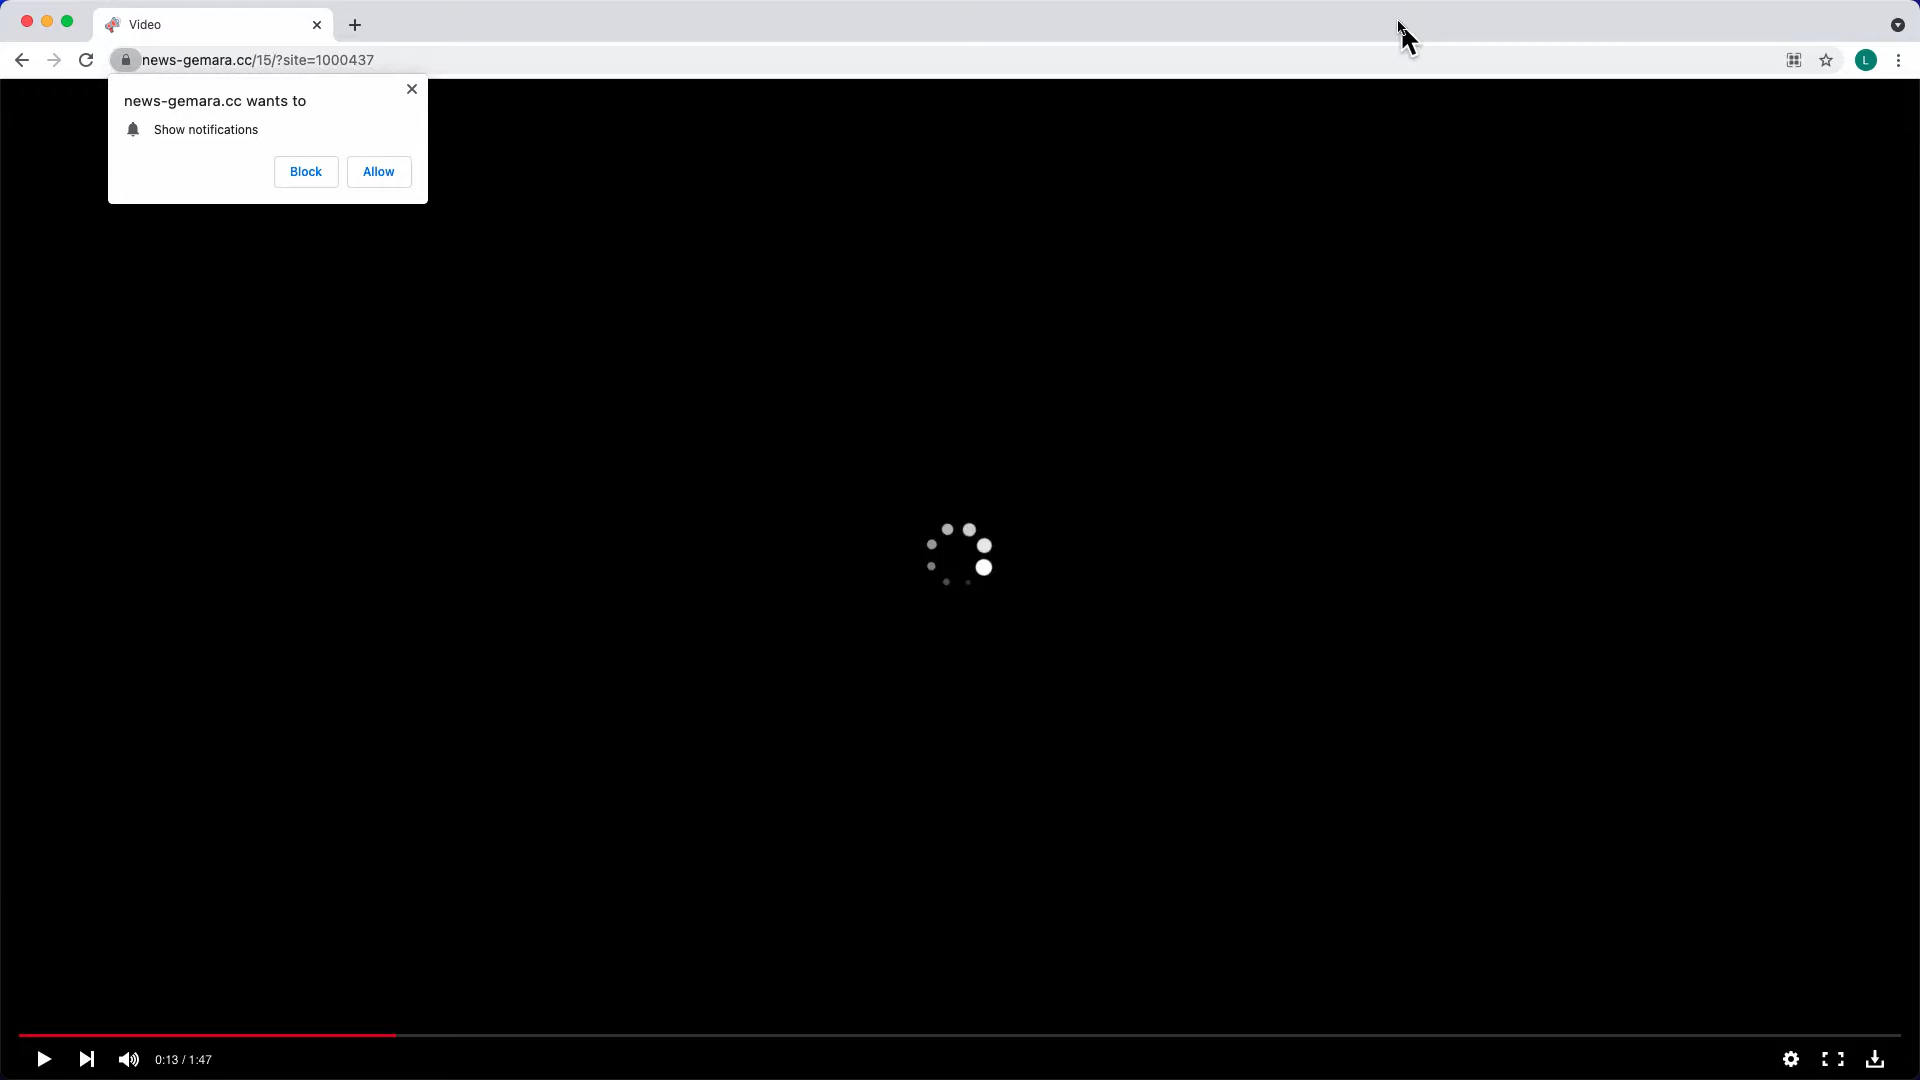 Video
news-gemara.cc/15/?site=1000437
L
news-gemara.cc wants to
Show notifications
Block
Allow
0:13 / 1:47